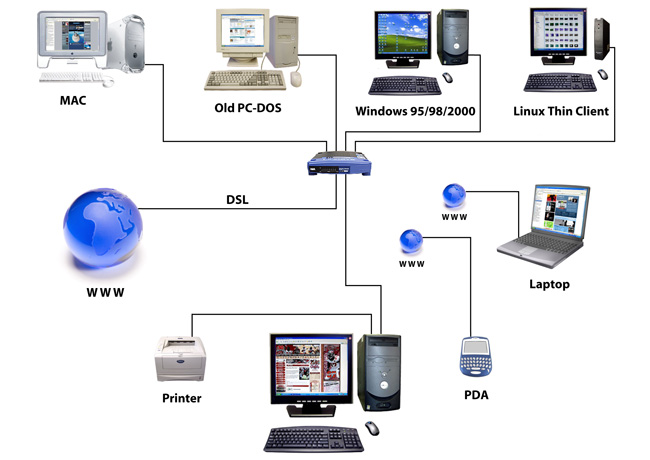 MAC
Old PC-DOS
Windows 95/98/2000
Linux Thin Client
DSL
WWW
WWW
WWW
Laptop
Printer
PDA